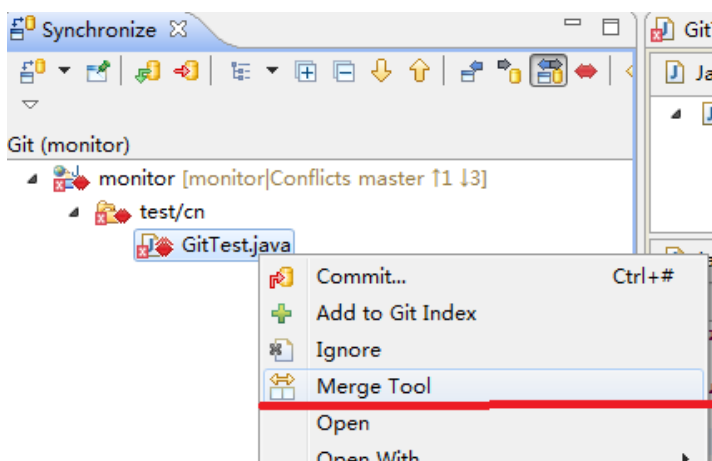 Synchronize
Git
Ja
Git (monitor)
monitor [monitor|Conflicts master ↑1 ↓3]
test/cn
GitTest.java
Commit... Ctrl+#
Add to Git Index
Ignore
Merge Tool
Open
Open With